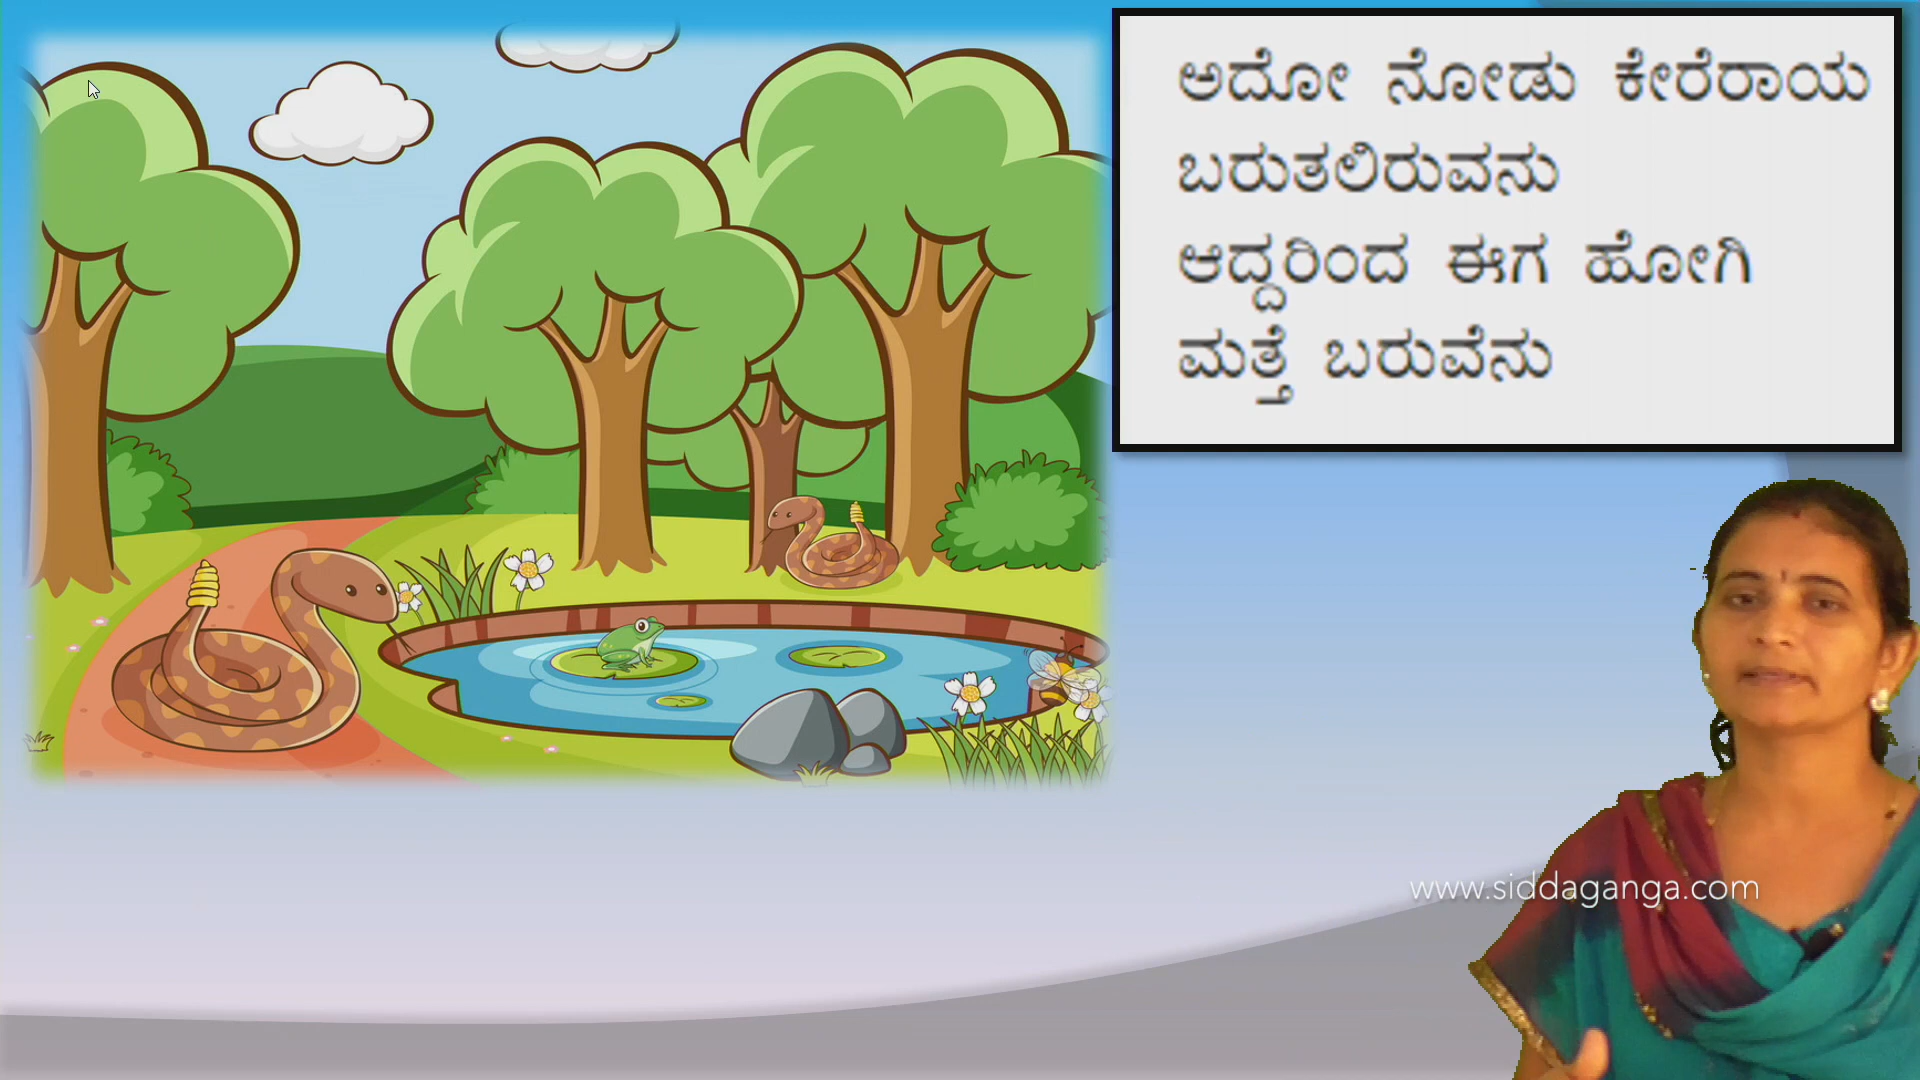 ಅದೋ ನೋಡು ಕೇರೆರಾಯ
ಬರುತಲಿರುವನು
ಆದ್ದರಿಂದ ಈಗ ಹೋಗಿ
ಮತ್ತೆ ಬರುವೆನು
www.siddaganga.com